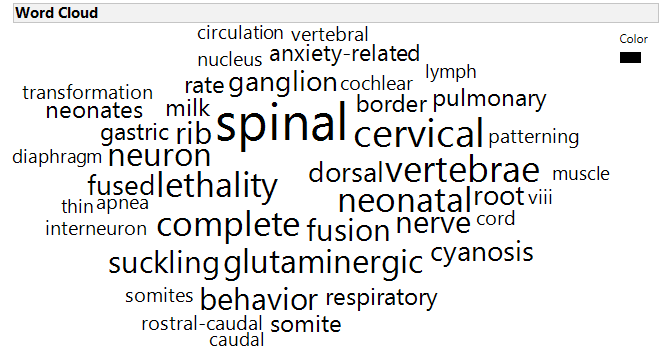 Word Cloud
circulation vertebral
Color
nucleus anxiety-related
lymph
transformation rate ganglion cochlear
neonates milk border pulmonary
gastric rib spinal cervical patterning
diaphragm neuron dorsal vertebrae muscle
fused lethality neonatal root viii
thin apnea
interneuron complete fusion nerve cord
suckling glutaminergic cyanosis
somites behavior respiratory
rostral-caudal somite
caudal